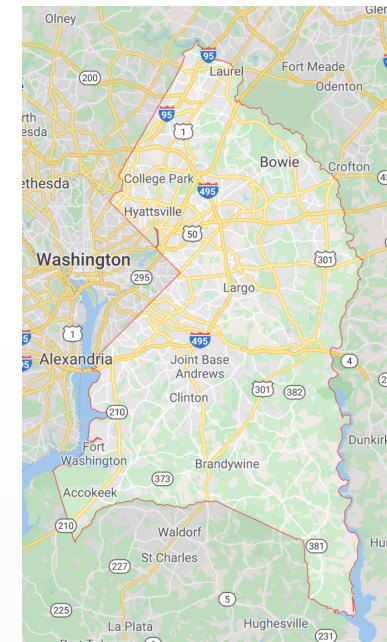 Olney
Glen
95
200
Laurel
Fort Meade
Odenton
95
1
Bowie
Crofton
College Park
495
ethesda
Hyattsville
50
Washington
301
295
Largo
1
495
Alexandria
4
Joint Base
Andrews
301
382
Clinton
210
Fort
Washington
Dunkirk
Brandywine
373
Accokeek
210
Waldorf
381
227
St Charles
5
225
La Plata
Hughesville
231